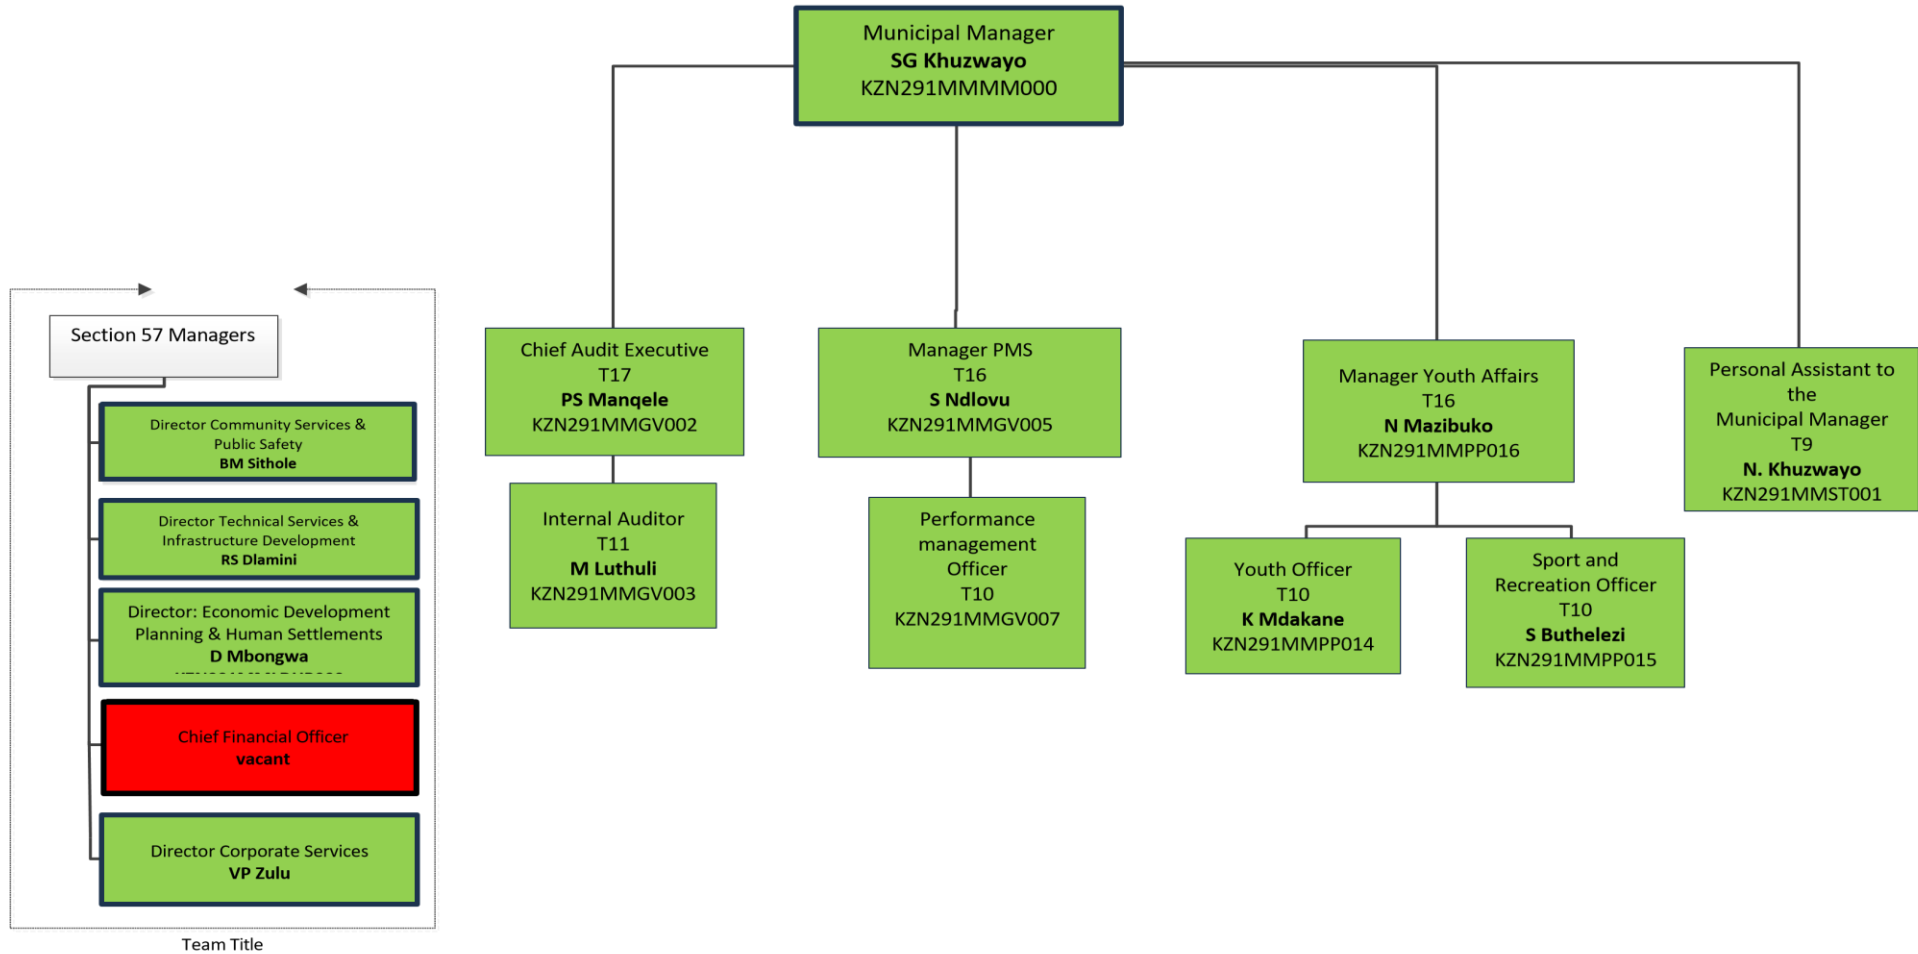 Municipal Manager
SG Khuzwayo
KZN291MMMM000
Section 57 Managers
Director Community Services &
Public Safety
BM Sithole
Director Technical Services &
Infrastructure Development
RS Dlamini
Director: Economic Development
Planning & Human Settlements
D Mbongwa
Chief Financial Officer
vacant
Director Corporate Services
VP Zulu
Team Title
Chief Audit Executive
T17
PS Manqele
KZN291MMGV002
Internal Auditor
T11
M Luthuli
KZN291MMGV003
Manager PMS
T16
S Ndlovu
KZN291MMGV005
Performance
management
Officer
T10
KZN291MMGV007
Manager Youth Affairs
T16
N Mazibuko
KZN291MMPP016
Youth Officer
T10
K Mdakane
KZN291MMPP014
Sport and
Recreation Officer
T10
S Buthelezi
KZN291MMPP015
Personal Assistant to
the
Municipal Manager
T9
N. Khuzwayo
KZN291MMST001